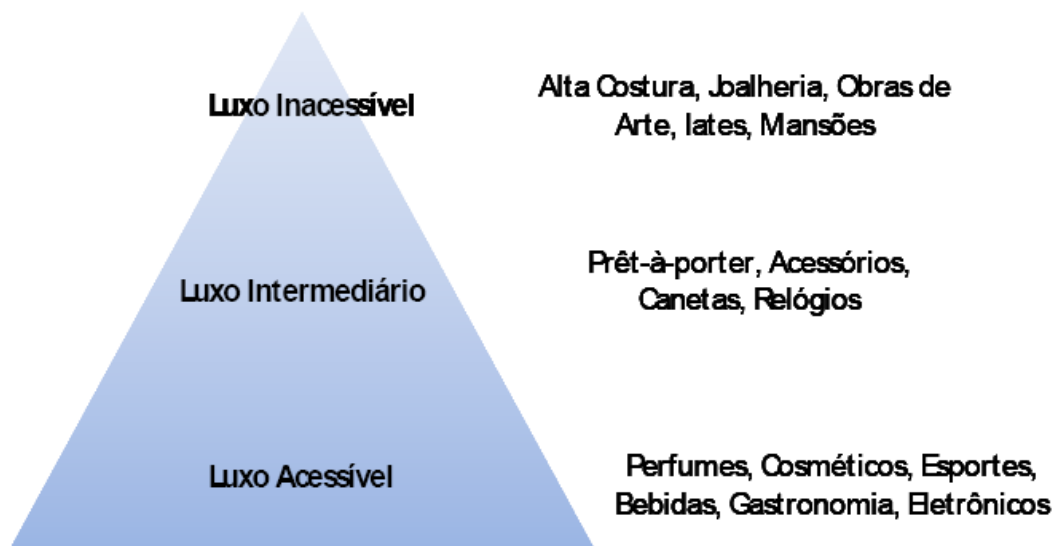 Luxo Inacessível
Alta Costura, Joalheria, Obras de
Arte, Iates, Mansões
Prêt-à-porter, Acessórios,
Canetas, Relógios
Luxo Intermediário
Luxo Acessível
Perfumes, Cosméticos, Esportes,
Bebidas, Gastronomia, Eletrônicos